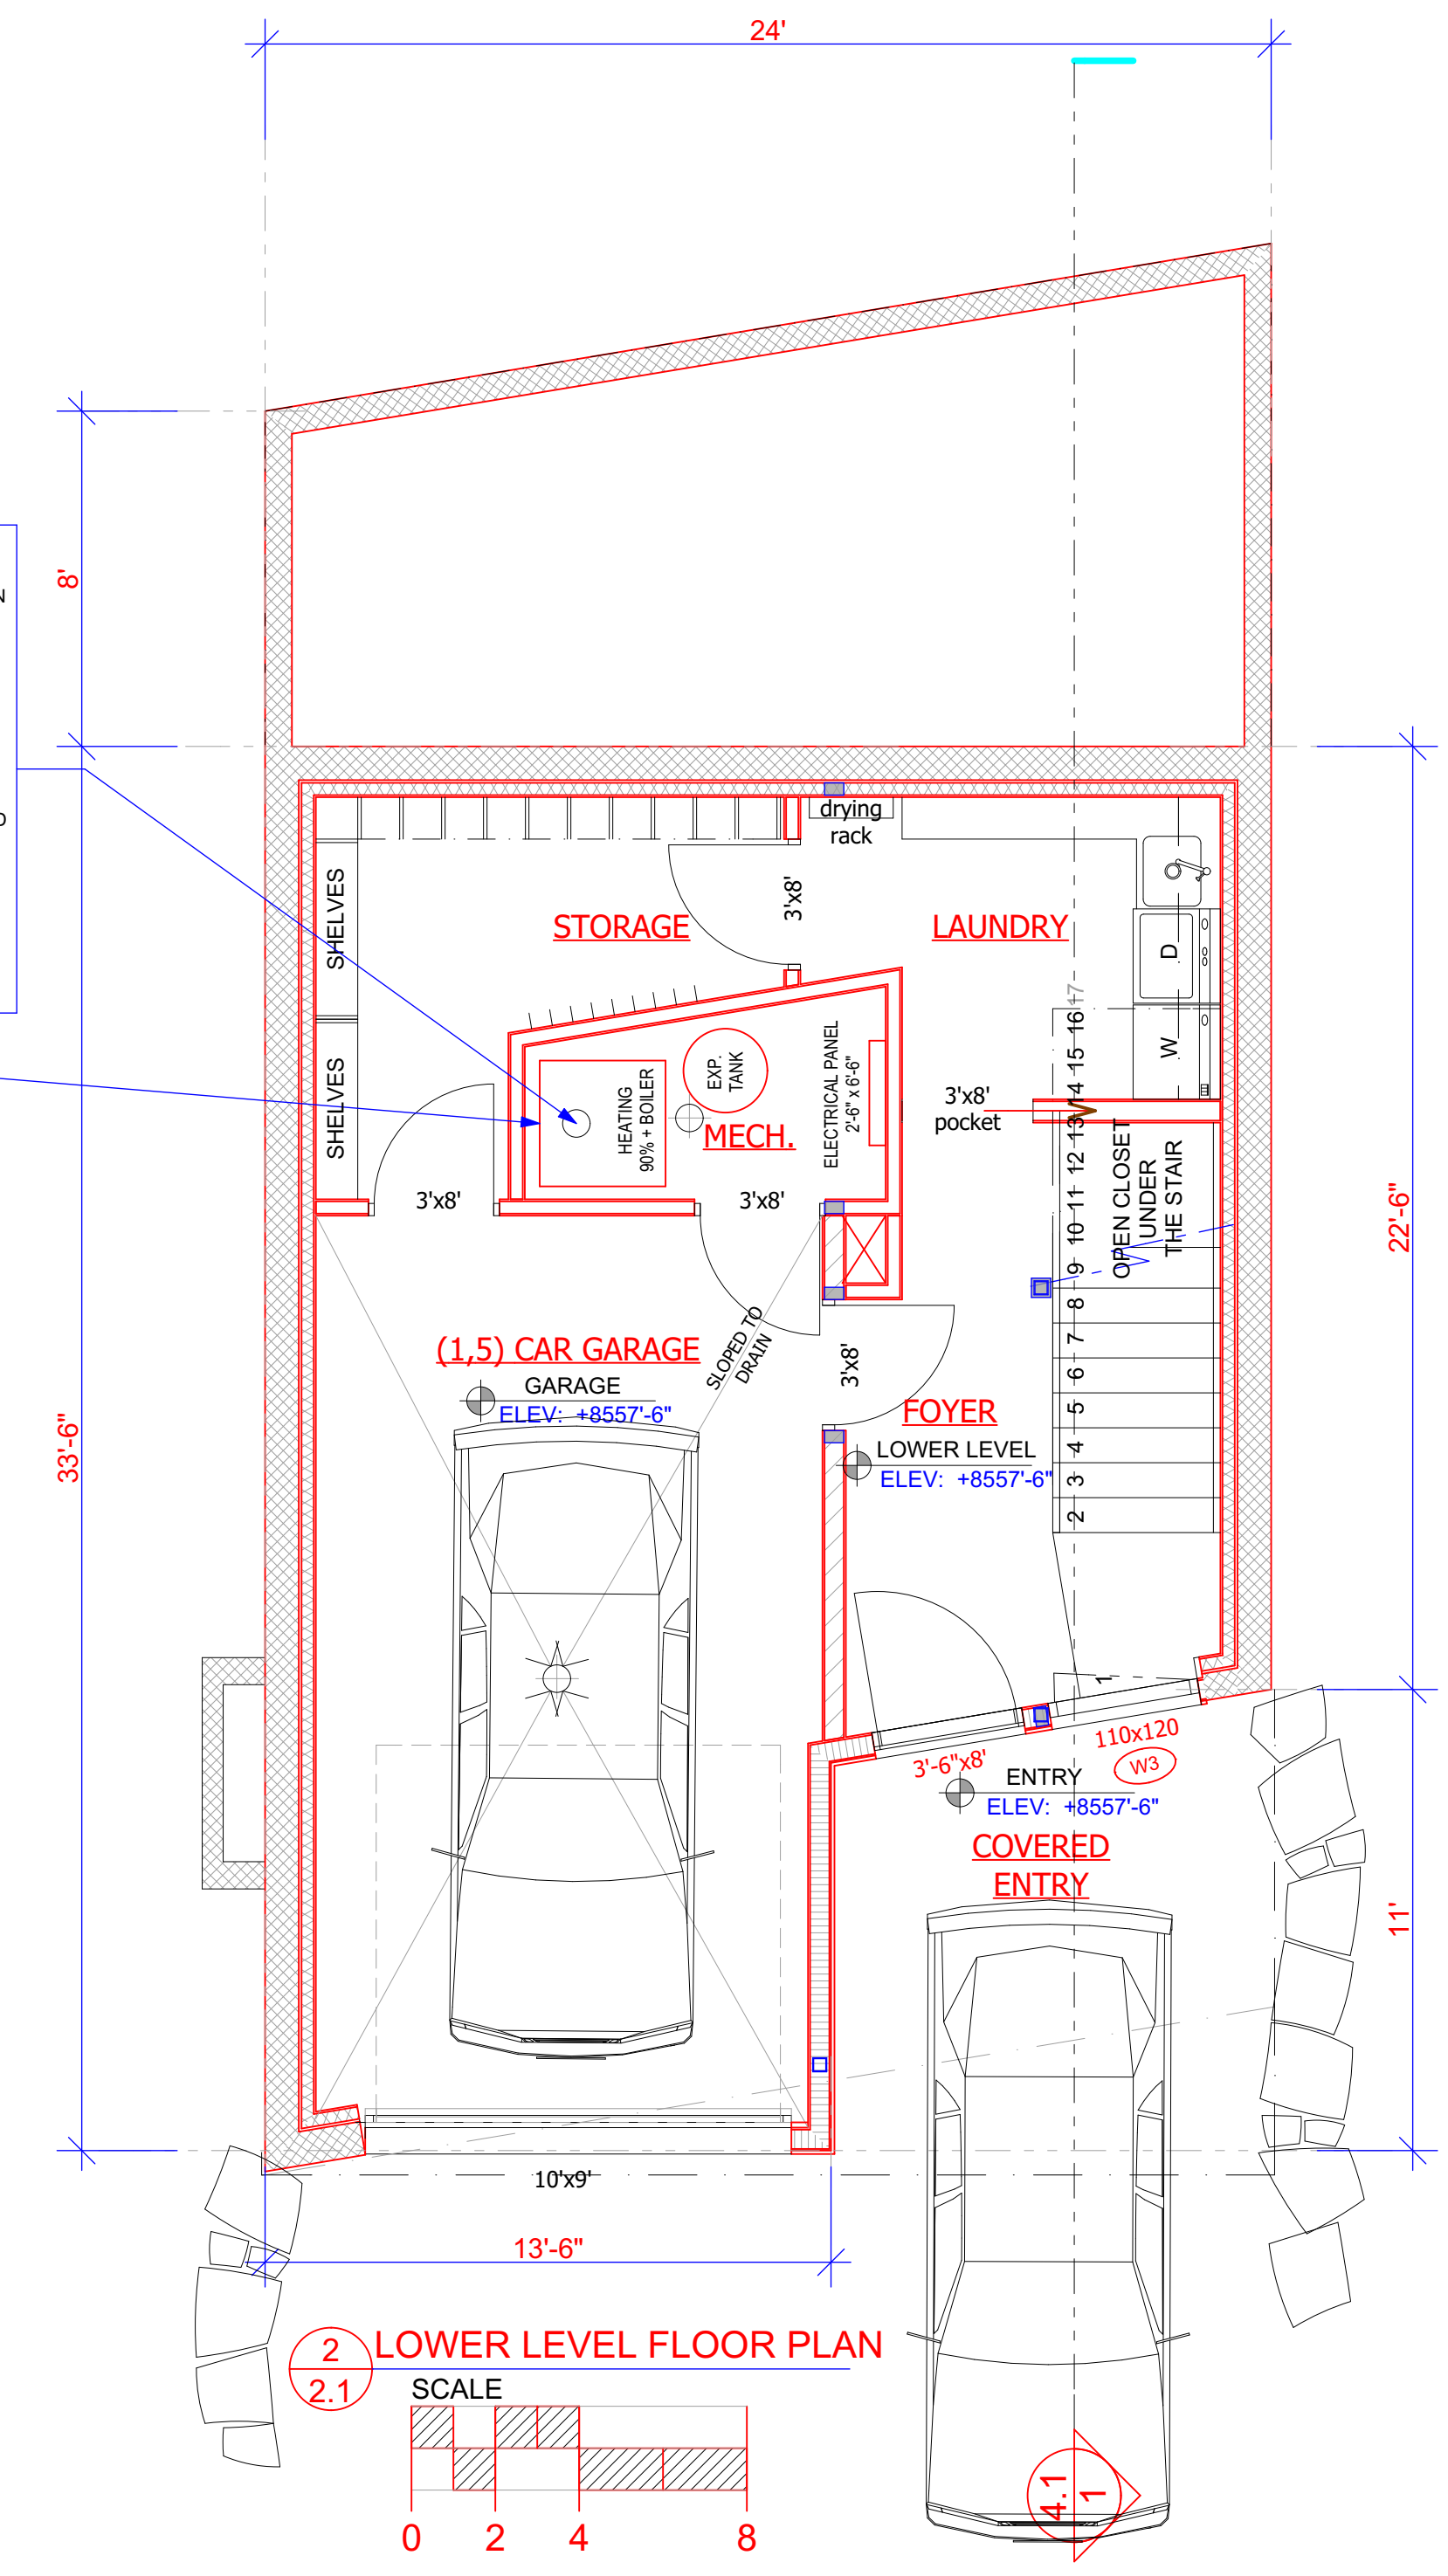 24'
8'
N
D
drying
rack
SHELVES
3'x8'
STORAGE
LAUNDRY
D
17
16
15
14
13
12
11
10
9
8
7
6
5
4
3
2
1
W
SHELVES
EXP.
TANK
HEATING
90% + BOILER
MECH.
ELECTRICAL PANEL
2'-6" x 6'-6"
3'x8'
pocket
OPEN CLOSET
UNDER
THE STAIR
3'x8'
3'x8'
22'-6"
33'-6"
SLOPED TO
DRAIN
(1,5) CAR GARAGE
GARAGE
ELEV: +8557'-6"
3'x8'
FOYER
LOWER LEVEL
ELEV: +8557'-6"
3'-6"x8'
110x120
W3
ENTRY
ELEV: +8557'-6"
COVERED
ENTRY
11'
10'x9'
13'-6"
2
2.1
LOWER LEVEL FLOOR PLAN
SCALE
0 2 4 8
4.1
1